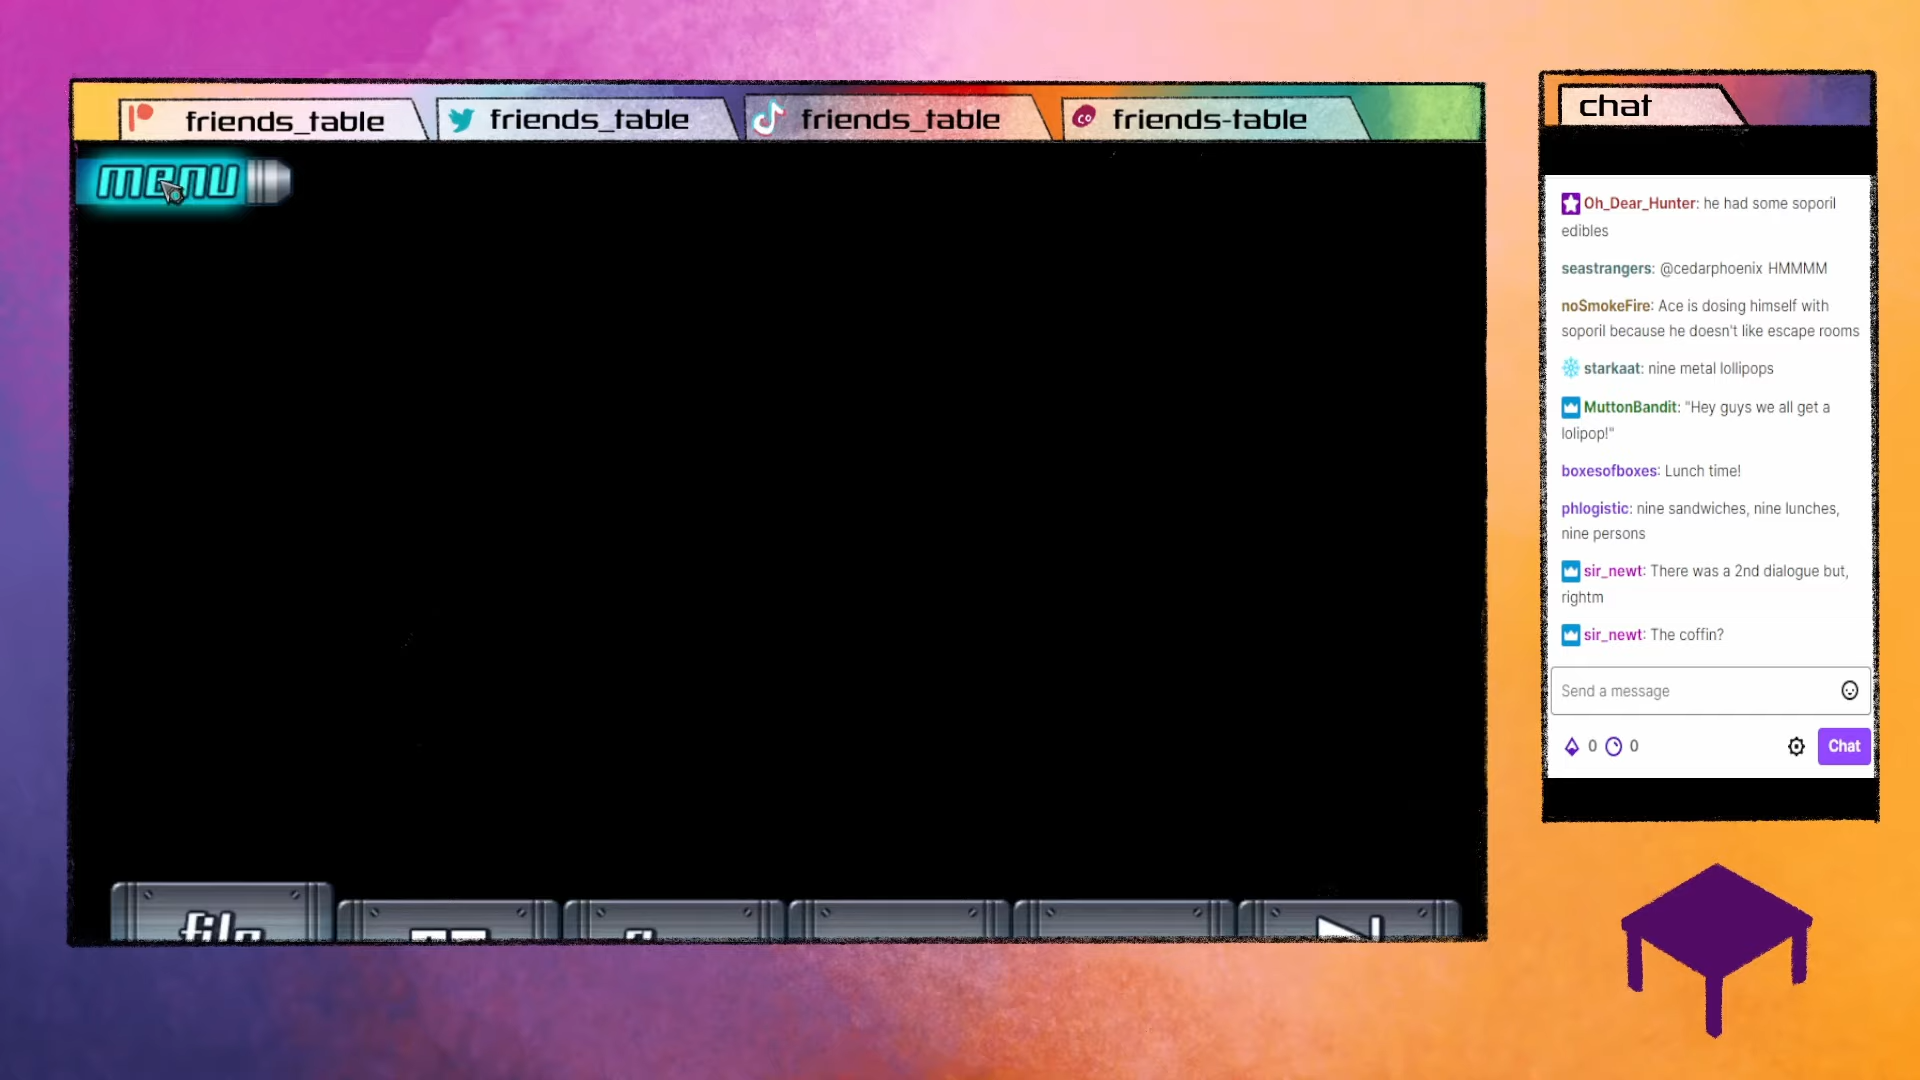 friends_table
friends_table
friends_table
friends-table
chat
menu
Oh_Dear_Hunter: he had some soporil
edibles
seastrangers: @cedarphoenix HMMMM
noSmokeFire: Ace is dosing himself with
soporil because he doesn't like escape rooms
starkaat: nine metal lollipops
MuttonBandit: "Hey guys we all get a
lolipop!"
boxesofboxes: Lunch time!
phlogistic: nine sandwiches, nine lunches,
nine persons
sir_newt: There was a 2nd dialogue but,
rightm
sir_newt: The coffin?
Send a message
0 0
Chat
file